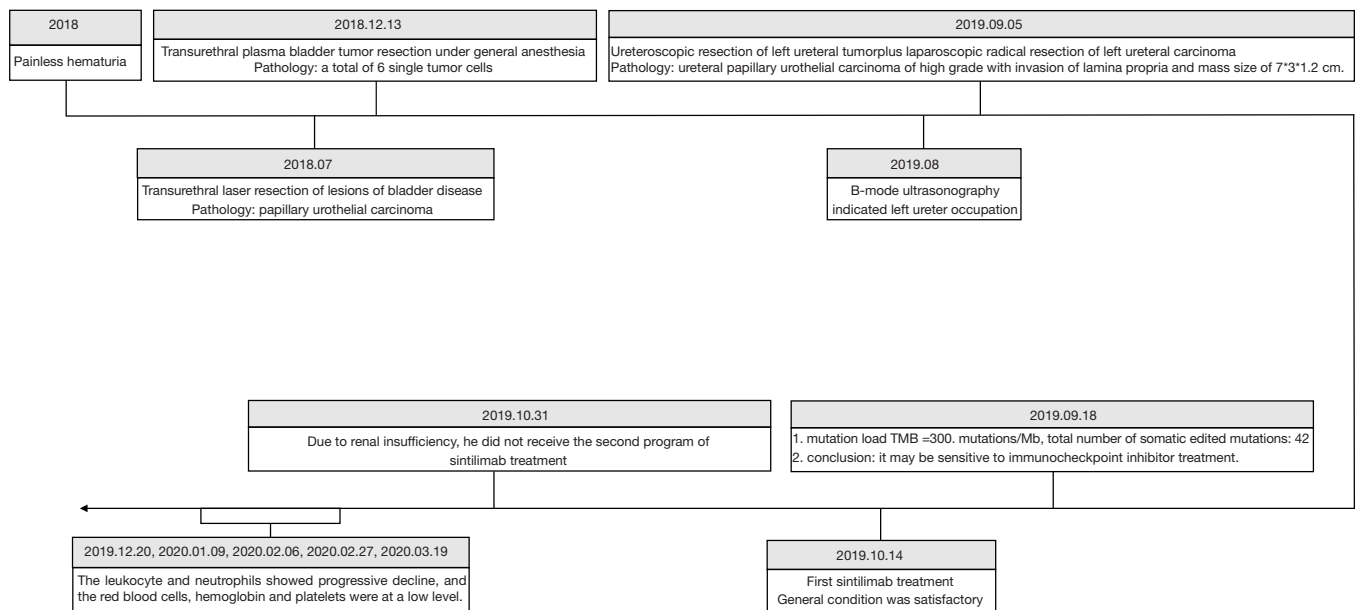 2018
Painless hematuria
2018.12.13
Transurethral plasma bladder tumor resection under general anesthesia
Pathology: a total of 6 single tumor cells
2019.09.05
Ureteroscopic resection of left ureteral tumorplus laparoscopic radical resection of left ureteral carcinoma
Pathology: ureteral papillary urothelial carcinoma of high grade with invasion of lamina propria and mass size of 7*3*1.2 cm.
2018.07
Transurethral laser resection of lesions of bladder disease
Pathology: papillary urothelial carcinoma
2019.08
B-mode ultrasonography
indicated left ureter occupation
2019.10.31
Due to renal insufficiency, he did not receive the second program of
sintilimab treatment
2019.09.18
1. mutation load TMB =300. mutations/Mb, total number of somatic edited mutations: 42
2. conclusion: it may be sensitive to immunocheckpoint inhibitor treatment.
2019.12.20, 2020.01.09, 2020.02.06, 2020.02.27, 2020.03.19
The leukocyte and neutrophils showed progressive decline, and
the red blood cells, hemoglobin and platelets were at a low level.
2019.10.14
First sintilimab treatment
General condition was satisfactory